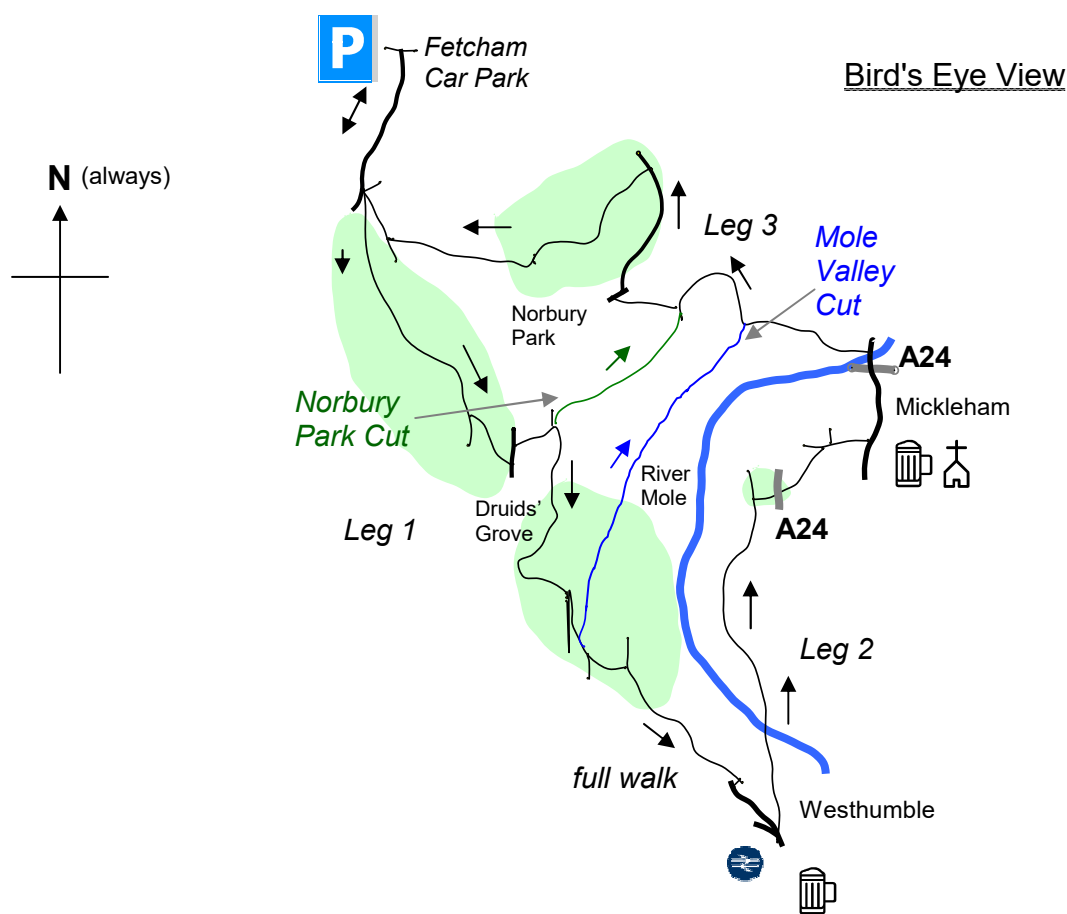 P
Fetcham
Car Park
Bird's Eye View
N (always)
Leg 3
Mole
Valley
Cut
Norbury
Park
A24
Norbury
Park Cut
Mickleham
River
Mole
Druids'
Grove
Leg 1
A24
Leg 2
full walk
Westhumble